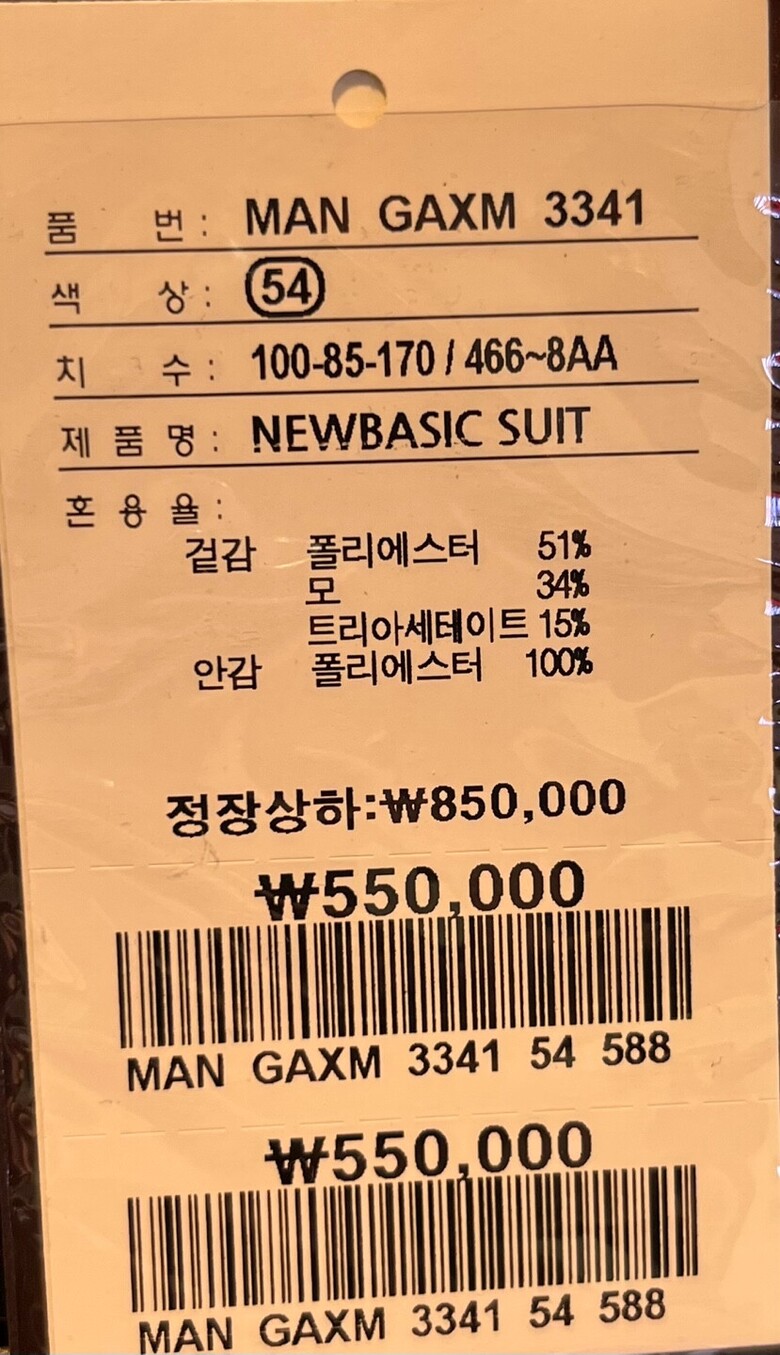 품 번 : MAN GAXM 3341
색 상 : 54
치 수 : 100-85-170 / 466~8AA
제 품 명 : NEWBASIC SUIT
혼 용 율 :
겉감 폴리에스터 51%
모 34%
트리아세테이트 15%
안감 폴리에스터 100%
정장상하:₩850,000
₩550,000
MAN GAXM 3341 54 588
₩550,000
MAN GAXM 3341 54 588